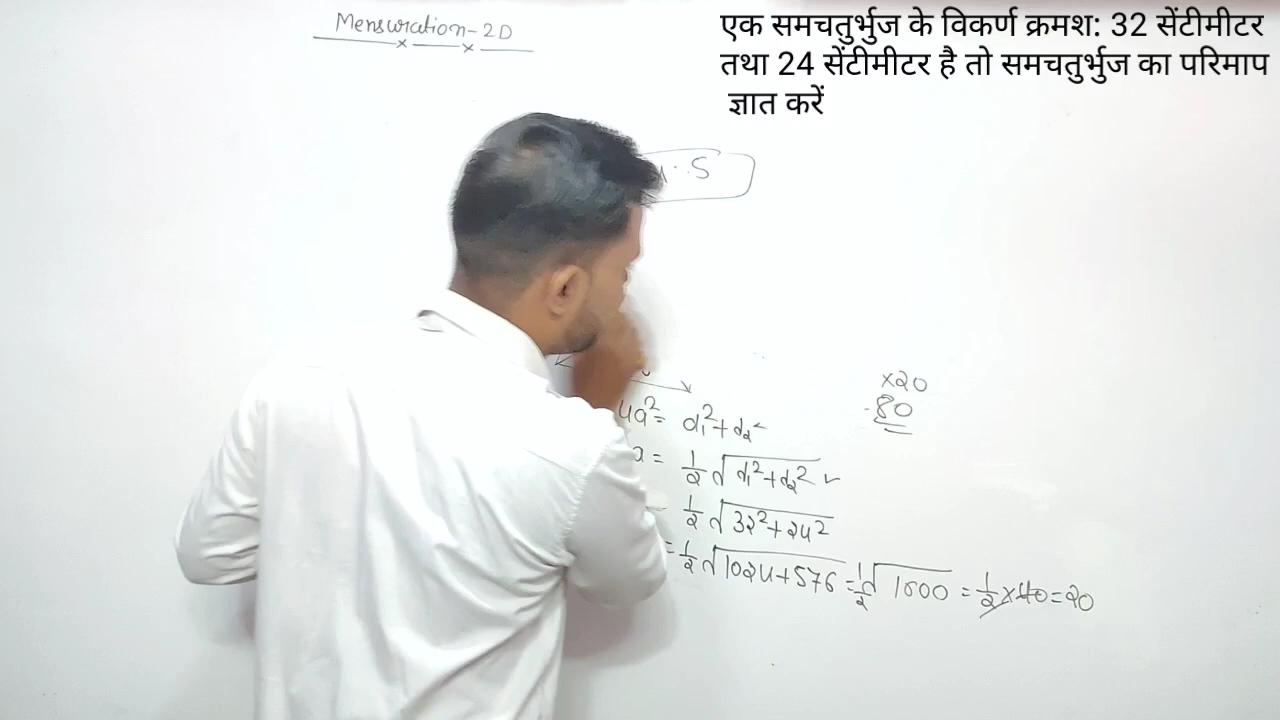 Mensuration-2D
एक समचतुर्भुज के विकर्ण क्रमश: 32 सेंटीमीटर
तथा 24 सेंटीमीटर है तो समचतुर्भुज का परिमाप
ज्ञात करें
. S
×20
80
4a² = d₁²+d₂²
a = 1/2 √d₁²+d₂² ✓
1/2 √32²+24²
= 1/2 √1024+576 = 1/2 √1600 = 1/2 × 40 = 20